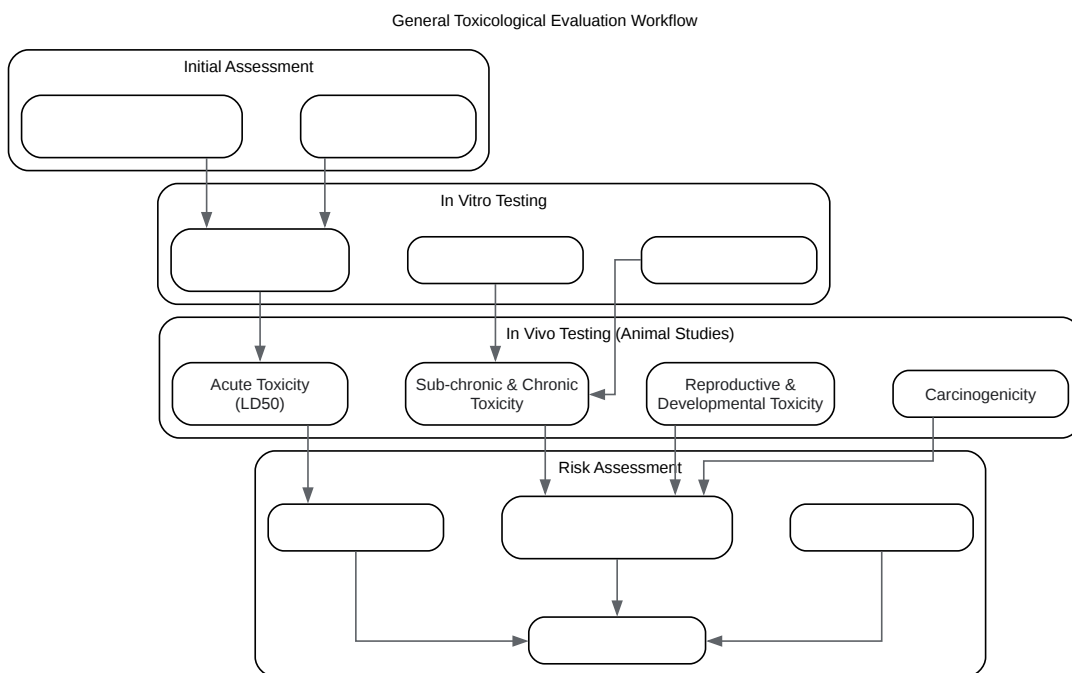 General Toxicological Evaluation Workflow
Initial Assessment
In Vitro Testing
In Vivo Testing (Animal Studies)
Acute Toxicity
(LD50)
Sub-chronic & Chronic
Toxicity
Reproductive &
Developmental Toxicity
Carcinogenicity
Risk Assessment